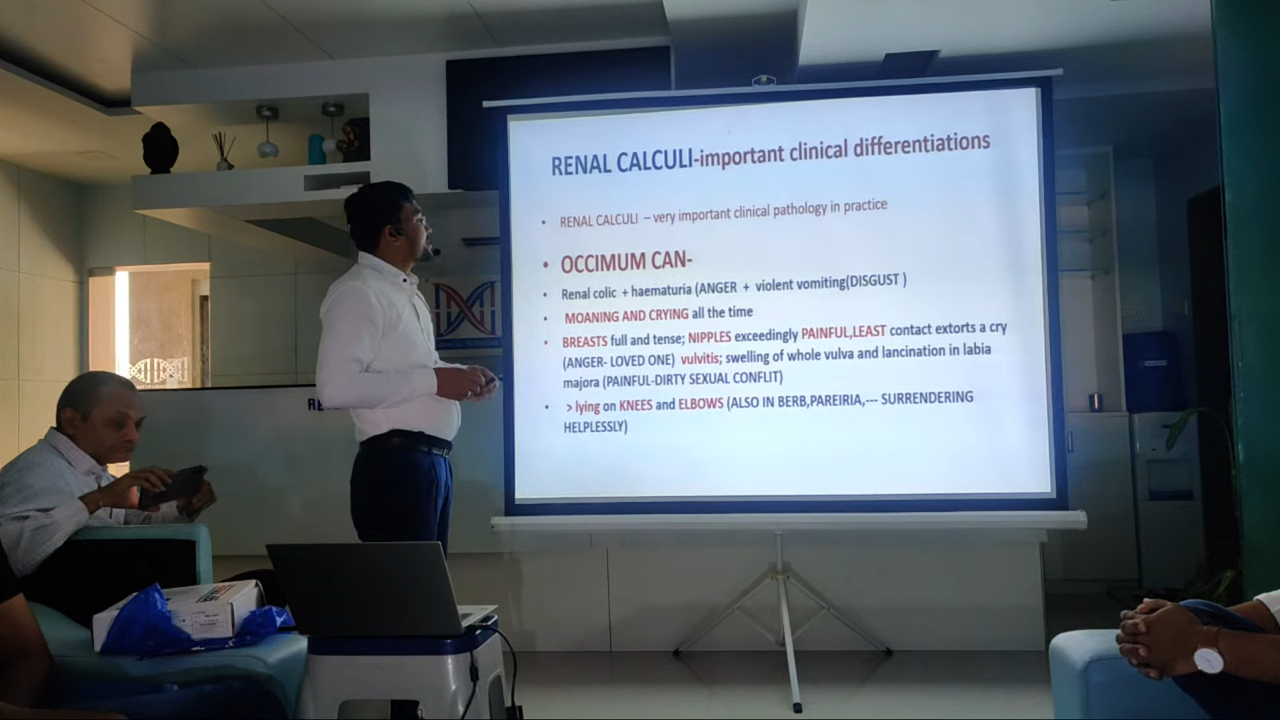 RENAL CALCULI-important clinical differentiations
• RENAL CALCULI – very important clinical pathology in practice
• OCCIMUM CAN-
• Renal colic + haematuria (ANGER + violent vomiting(DISGUST )
• MOANING AND CRYING all the time
• BREASTS full and tense; NIPPLES exceedingly PAINFUL,LEAST contact extorts a cry
(ANGER- LOVED ONE) vulvitis; swelling of whole vulva and lancination in labia
majora (PAINFUL-DIRTY SEXUAL CONFLIT)
• > lying on KNEES and ELBOWS (ALSO IN BERB,PAREIRIA,--- SURRENDERING
HELPLESSLY)